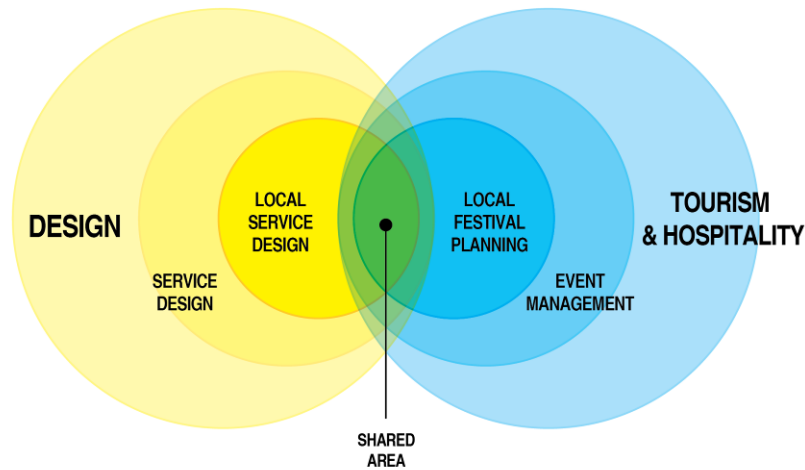 DESIGN
SERVICE
DESIGN
LOCAL
SERVICE
DESIGN
LOCAL
FESTIVAL
PLANNING
EVENT
MANAGEMENT
TOURISM
& HOSPITALITY
SHARED
AREA